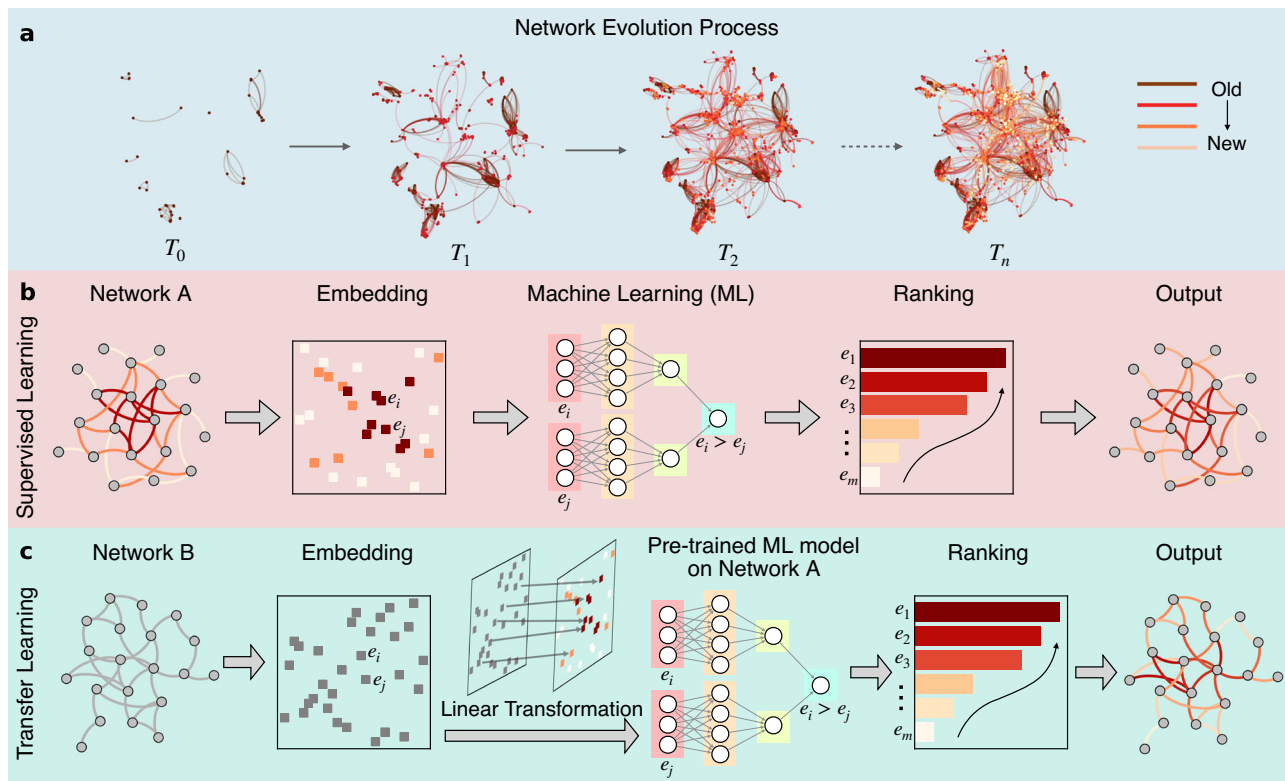 a
Network Evolution Process
Old
New
T0
T1
T2
Tn
b
Supervised Learning
Network A
Embedding
Machine Learning (ML)
Ranking
Output
ei
ej
ei
ej
ei > ej
e1
e2
e3
⋮
em
c
Transfer Learning
Network B
Embedding
Pre-trained ML model
on Network A
Ranking
Output
ei
ej
Linear Transformation
ei
ej
ei > ej
e1
e2
e3
⋮
em